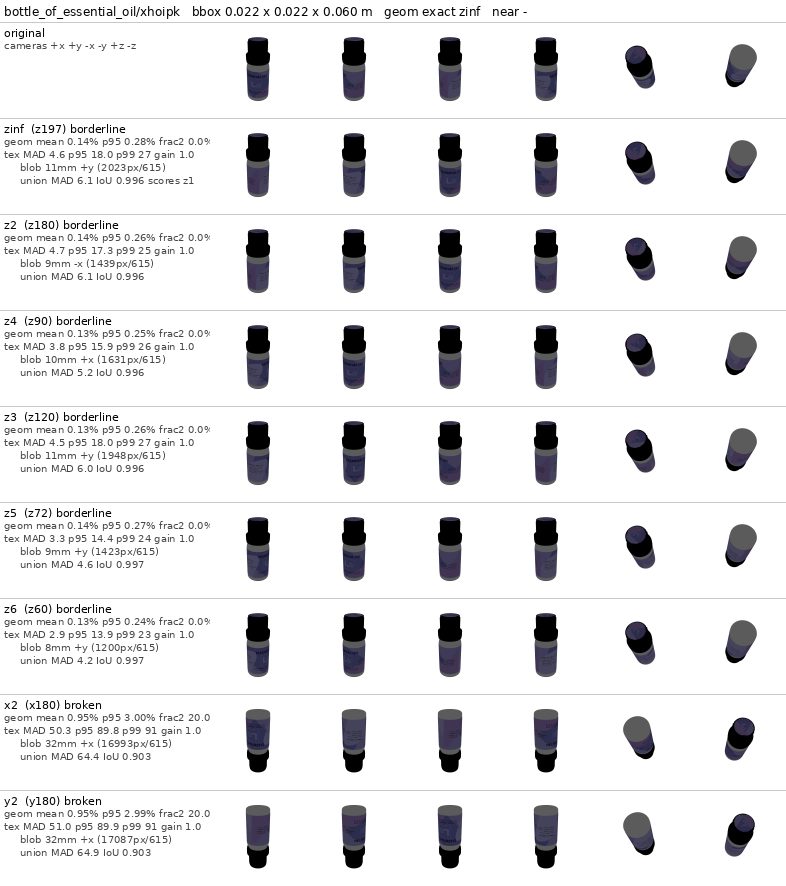 bottle_of_essential_oil/xhoipk   bbox 0.022 x 0.022 x 0.060 m   geom exact zinf   near -
original
cameras +x +y -x -y +z -z
zinf  (z197) borderline
geom mean 0.14% p95 0.28% frac2 0.0%
tex MAD 4.6 p95 18.0 p99 27 gain 1.0
blob 11mm +y (2023px/615)
union MAD 6.1 IoU 0.996 scores z1
z2  (z180) borderline
geom mean 0.14% p95 0.26% frac2 0.0%
tex MAD 4.7 p95 17.3 p99 25 gain 1.0
blob 9mm -x (1439px/615)
union MAD 6.1 IoU 0.996
z4  (z90) borderline
geom mean 0.13% p95 0.25% frac2 0.0%
tex MAD 3.8 p95 15.9 p99 26 gain 1.0
blob 10mm +x (1631px/615)
union MAD 5.2 IoU 0.996
z3  (z120) borderline
geom mean 0.13% p95 0.26% frac2 0.0%
tex MAD 4.5 p95 18.0 p99 27 gain 1.0
blob 11mm +y (1948px/615)
union MAD 6.0 IoU 0.996
z5  (z72) borderline
geom mean 0.14% p95 0.27% frac2 0.0%
tex MAD 3.3 p95 14.4 p99 24 gain 1.0
blob 9mm +y (1423px/615)
union MAD 4.6 IoU 0.997
z6  (z60) borderline
geom mean 0.13% p95 0.24% frac2 0.0%
tex MAD 2.9 p95 13.9 p99 23 gain 1.0
blob 8mm +y (1200px/615)
union MAD 4.2 IoU 0.997
x2  (x180) broken
geom mean 0.95% p95 3.00% frac2 20.0
tex MAD 50.3 p95 89.8 p99 91 gain 1.0
blob 32mm +x (16993px/615)
union MAD 64.4 IoU 0.903
y2  (y180) broken
geom mean 0.95% p95 2.99% frac2 20.0
tex MAD 51.0 p95 89.9 p99 91 gain 1.0
blob 32mm +x (17087px/615)
union MAD 64.9 IoU 0.903